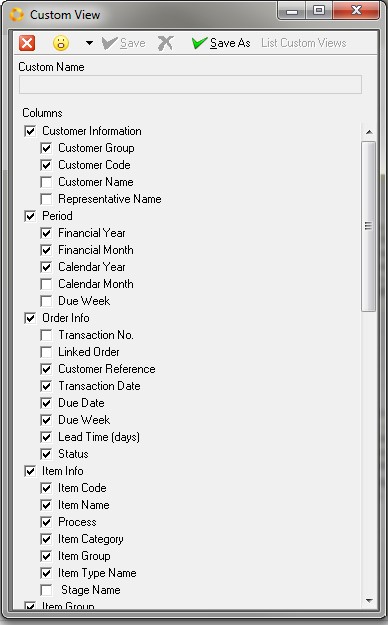 Custom View
Save Save As List Custom Views
Custom Name
Columns
Customer Information
Customer Group
Customer Code
Customer Name
Representative Name
Period
Financial Year
Financial Month
Calendar Year
Calendar Month
Due Week
Order Info
Transaction No.
Linked Order
Customer Reference
Transaction Date
Due Date
Due Week
Lead Time (days)
Status
Item Info
Item Code
Item Name
Process
Item Category
Item Group
Item Type Name
Stage Name
Item Group